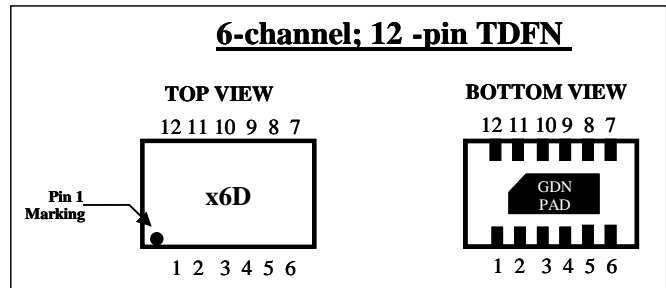 6-channel; 12 -pin TDFN
TOP VIEW
12 11 10 9 8 7
Pin 1
Marking
x6D
1 2 3 4 5 6
BOTTOM VIEW
12 11 10 9 8 7
GDN
PAD
1 2 3 4 5 6